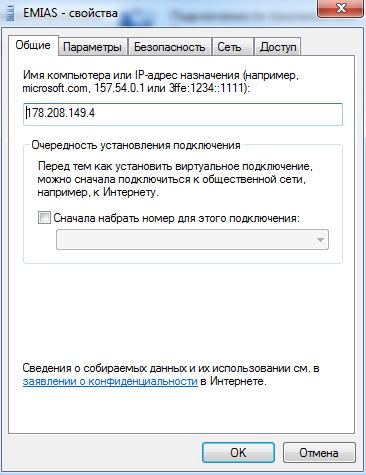 EMIAS - свойства
Общие
Параметры
Безопасность
Сеть
Доступ
Имя компьютера или IP-адрес назначения (например,
microsoft.com, 157.54.0.1 или 3ffe:1234::1111):
178.208.149.4
Очередность установления подключения
Перед тем как установить виртуальное подключение,
можно сначала подключиться к общественной сети,
например, к Интернету.
Сначала набрать номер для этого подключения:
Сведения о собираемых данных и их использовании см. в
заявлении о конфиденциальности в Интернете.
OK
Отмена